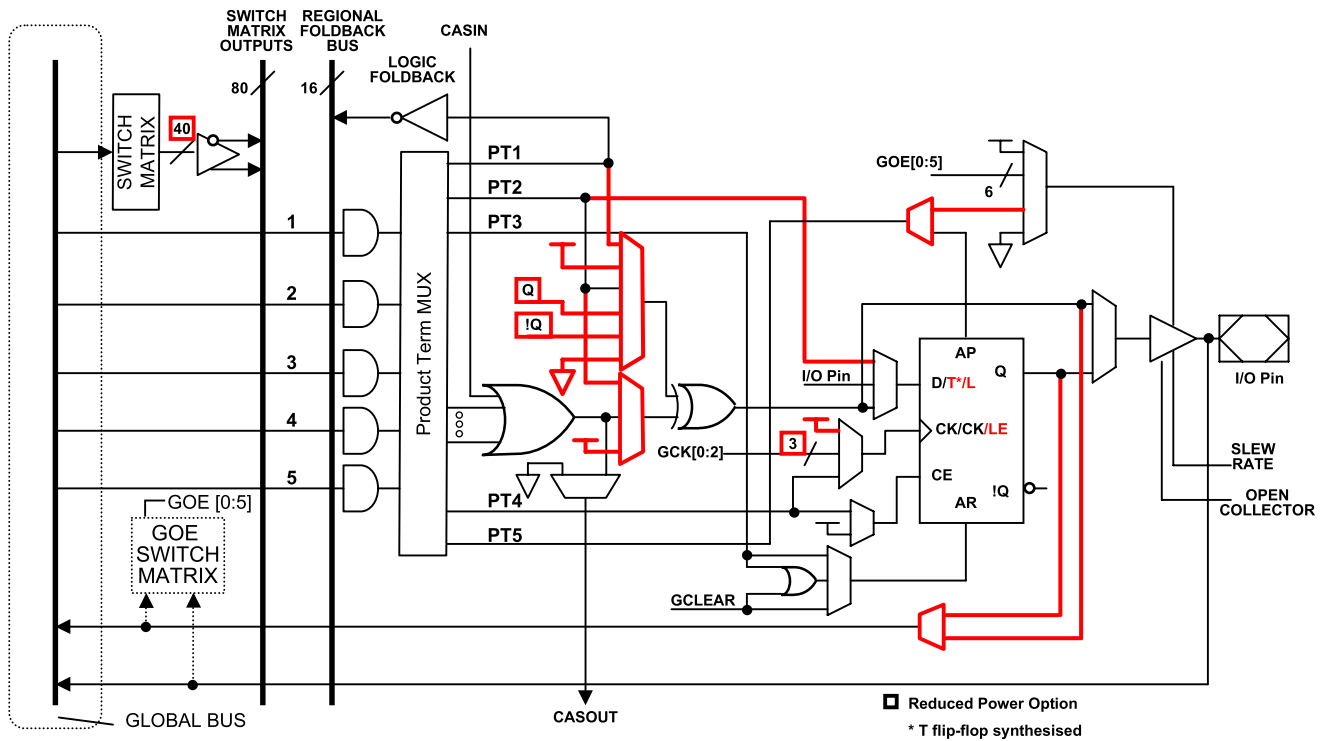 SWITCH
MATRIX
OUTPUTS
REGIONAL
FOLDBACK
BUS
CASIN
LOGIC
FOLDBACK
80
16
SWITCH
MATRIX
40
PT1
PT2
PT3
GOE[0:5]
6
1
2
3
4
5
Product Term MUX
Q
!Q
I/O Pin
AP
D/T*/L
Q
CK/CK/LE
CE
!Q
AR
I/O Pin
GCK[0:2]
3
SLEW
RATE
OPEN
COLLECTOR
PT4
PT5
GOE [0:5]
GOE
SWITCH
MATRIX
GCLEAR
CASOUT
GLOBAL BUS
Reduced Power Option
* T flip-flop synthesised